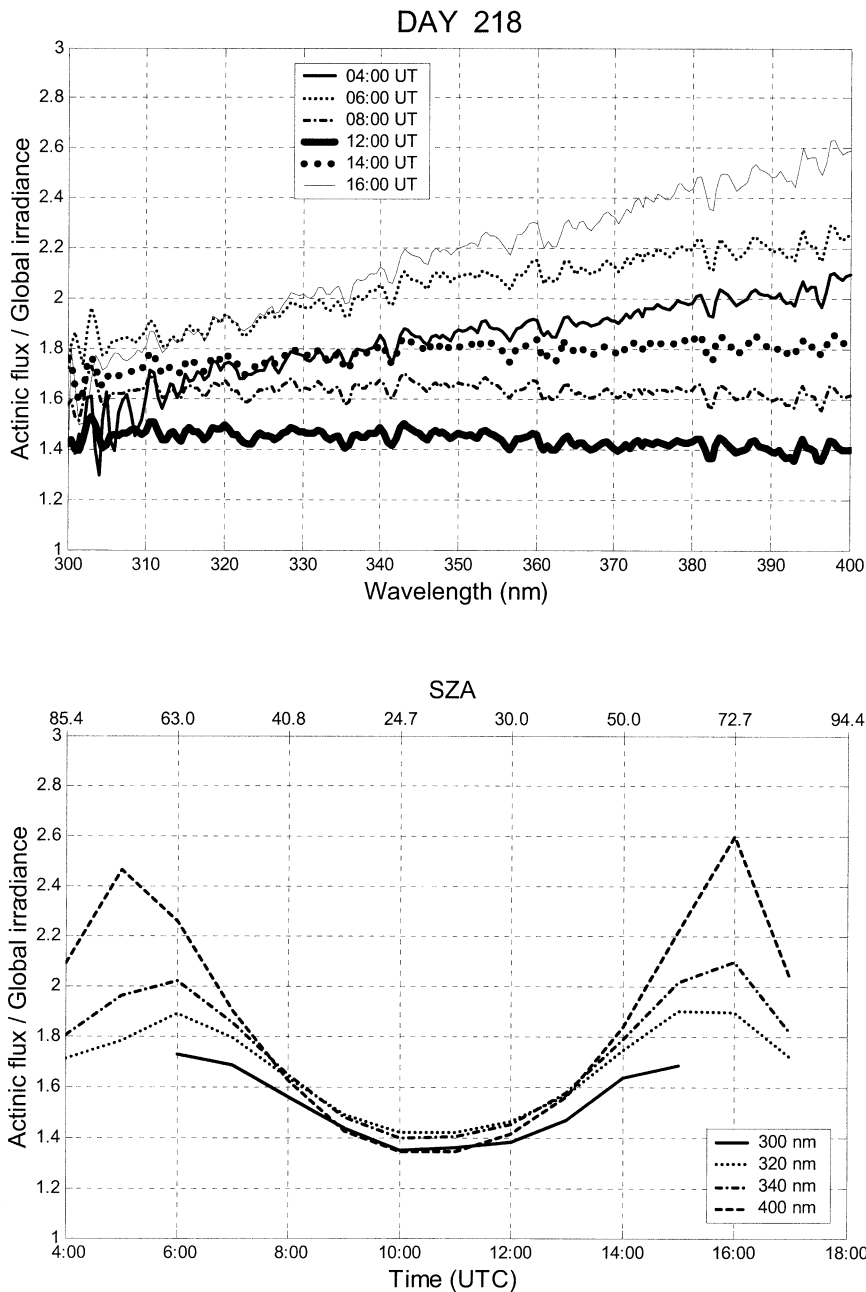 DAY 218
3
2.8
2.6
2.4
2.2
2
1.8
1.6
1.4
1.2
1
Actinic flux / Global irradiance
04:00 UT
06:00 UT
08:00 UT
12:00 UT
14:00 UT
16:00 UT
300 310 320 330 340 350 360 370 380 390 400
Wavelength (nm)
SZA
85.4 63.0 40.8 24.7 30.0 50.0 72.7 94.4
3
2.8
2.6
2.4
2.2
2
1.8
1.6
1.4
1.2
1
Actinic flux / Global irradiance
300 nm
320 nm
340 nm
400 nm
4:00 6:00 8:00 10:00 12:00 14:00 16:00 18:00
Time (UTC)